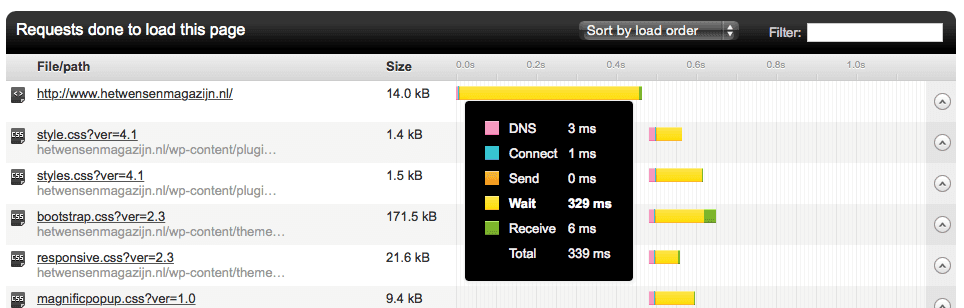 Requests done to load this page
Sort by load order
Filter:
File/path Size 0.0s 0.2s 0.4s 0.6s 0.8s 1.0s
<> http://www.hetwensenmagazijn.nl/ 14.0 kB
CSS style.css?ver=4.1 1.4 kB
hetwensenmagazijn.nl/wp-content/plugi…
CSS styles.css?ver=4.1 1.5 kB
hetwensenmagazijn.nl/wp-content/plugi…
CSS bootstrap.css?ver=2.3 171.5 kB
hetwensenmagazijn.nl/wp-content/theme…
CSS responsive.css?ver=2.3 21.6 kB
hetwensenmagazijn.nl/wp-content/theme…
CSS magnificpopup.css?ver=1.0 9.4 kB
DNS 3 ms
Connect 1 ms
Send 0 ms
Wait 329 ms
Receive 6 ms
Total 339 ms